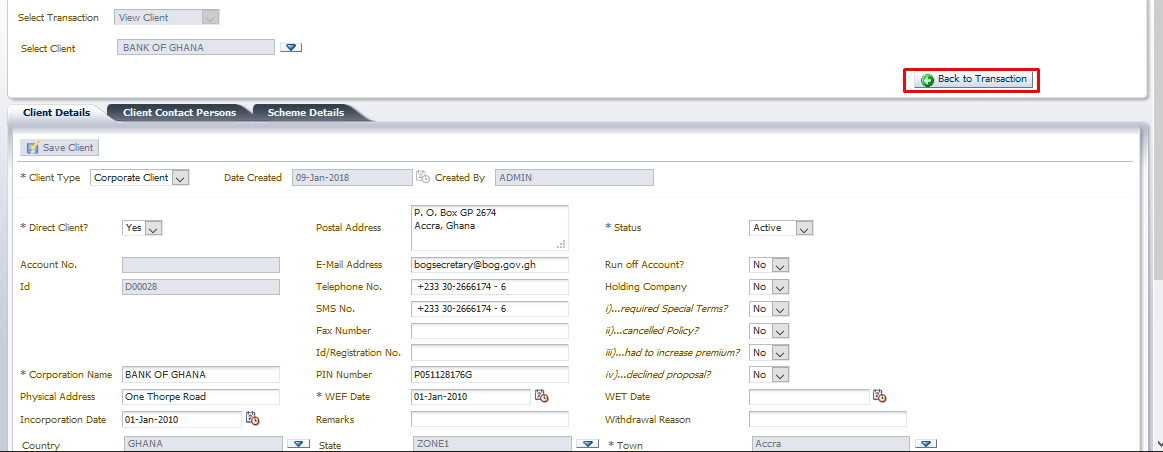 Select Transaction View Client
Select Client BANK OF GHANA
Back to Transaction
Client Details Client Contact Persons Scheme Details
Save Client
* Client Type Corporate Client Date Created 09-Jan-2018 Created By ADMIN
* Direct Client? Yes Postal Address P. O. Box GP 2674 * Status Active
Accra, Ghana
Account No. E-Mail Address bogsecretary@bog.gov.gh Run off Account? No
Id D00028 Telephone No. +233 30-2666174 - 6 Holding Company No
SMS No. +233 30-2666174 - 6 i)...required Special Terms? No
Fax Number ii)...cancelled Policy? No
Id/Registration No. iii)...had to increase premium? No
* Corporation Name BANK OF GHANA PIN Number P051128176G iv)...declined proposal? No
Physical Address One Thorpe Road * WEF Date 01-Jan-2010 WET Date
Incorporation Date 01-Jan-2010 Remarks Withdrawal Reason
Country GHANA State ZONE1 * Town Accra